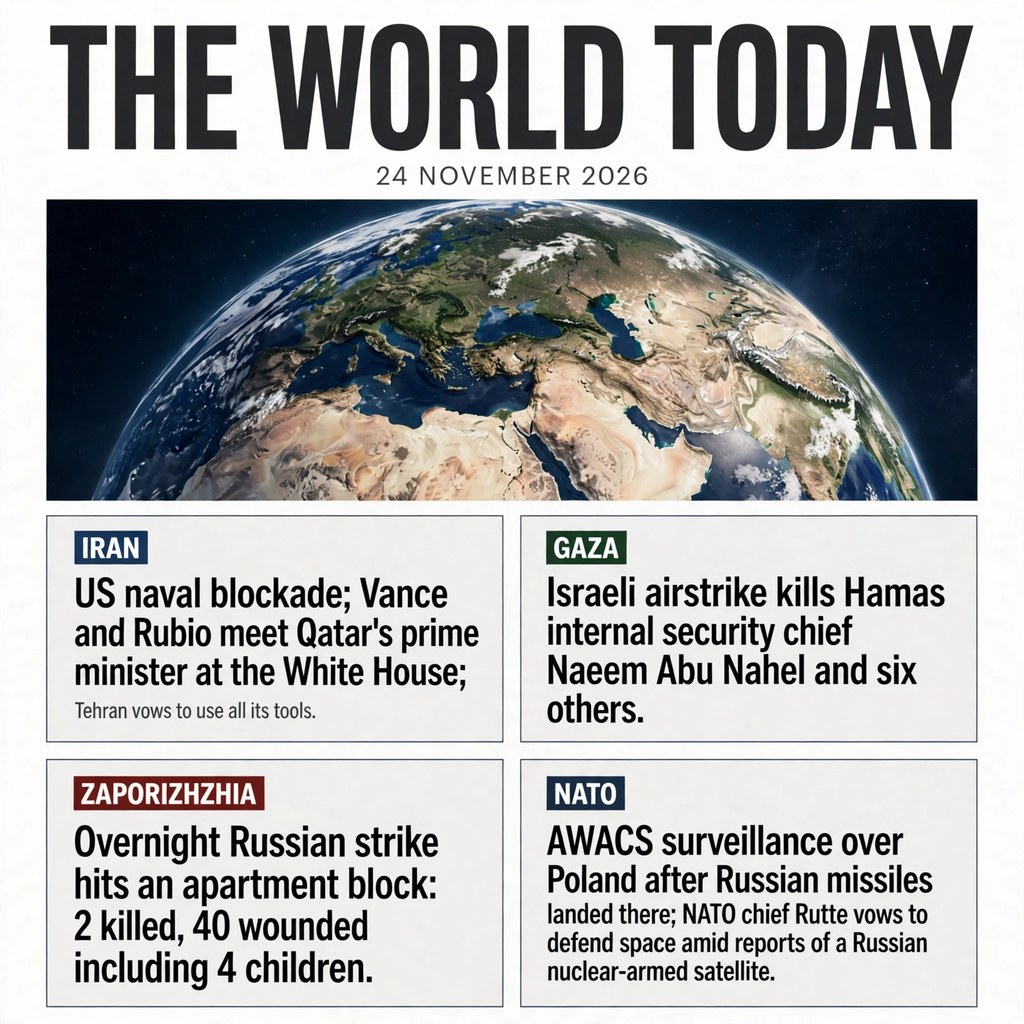 THE WORLD TODAY
24 NOVEMBER 2026
IRAN
US naval blockade; Vance
and Rubio meet Qatar's prime
minister at the White House;
Tehran vows to use all its tools.
GAZA
Israeli airstrike kills Hamas
internal security chief
Naeem Abu Nahel and six
others.
ZAPORIZHZHIA
Overnight Russian strike
hits an apartment block:
2 killed, 40 wounded
including 4 children.
NATO
AWACS surveillance over
Poland after Russian missiles
landed there; NATO chief Rutte vows to
defend space amid reports of a Russian
nuclear-armed satellite.